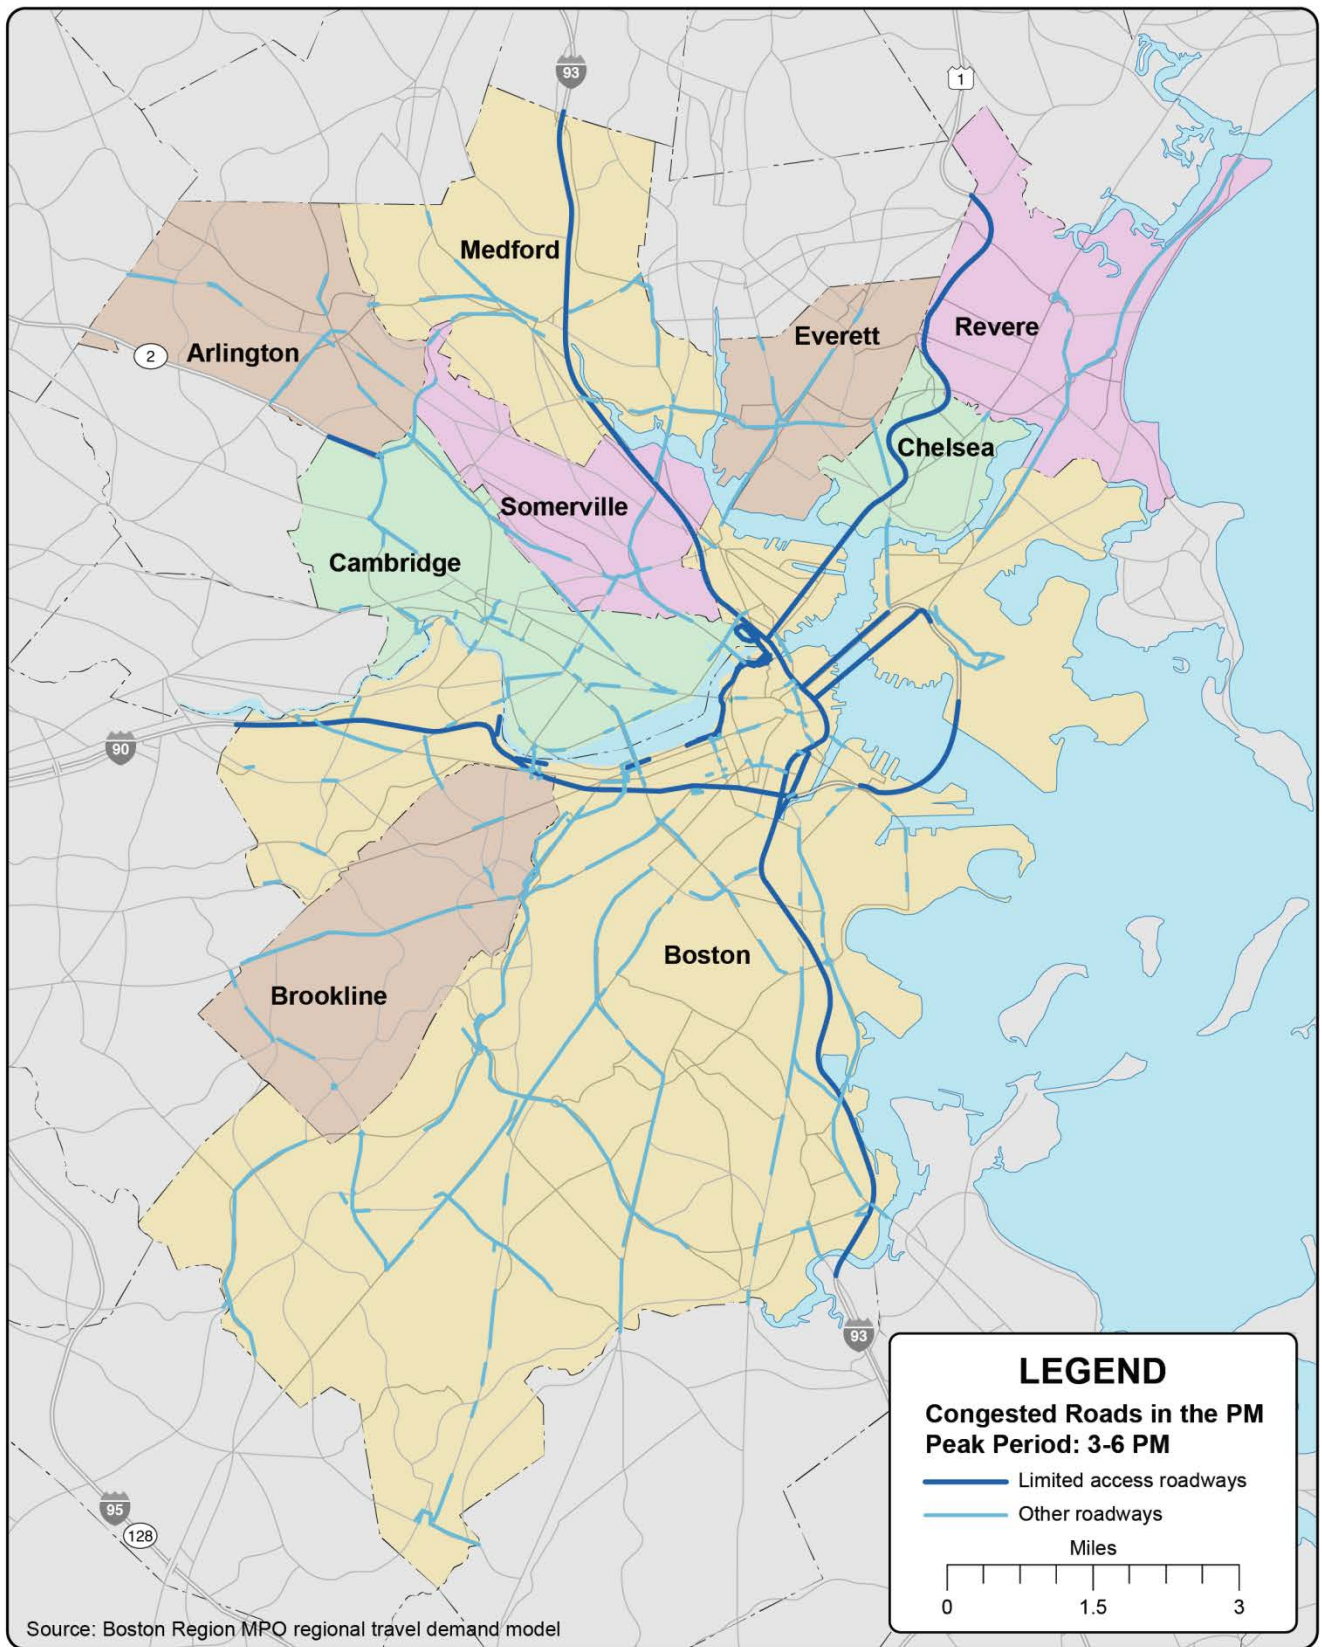 93
1
Medford
Everett
Revere
2
Arlington
Chelsea
Somerville
Cambridge
90
Boston
Brookline
93
95
128
LEGEND
Congested Roads in the PM
Peak Period: 3-6 PM
Limited access roadways
Other roadways
Miles
0 1.5 3
Source: Boston Region MPO regional travel demand model